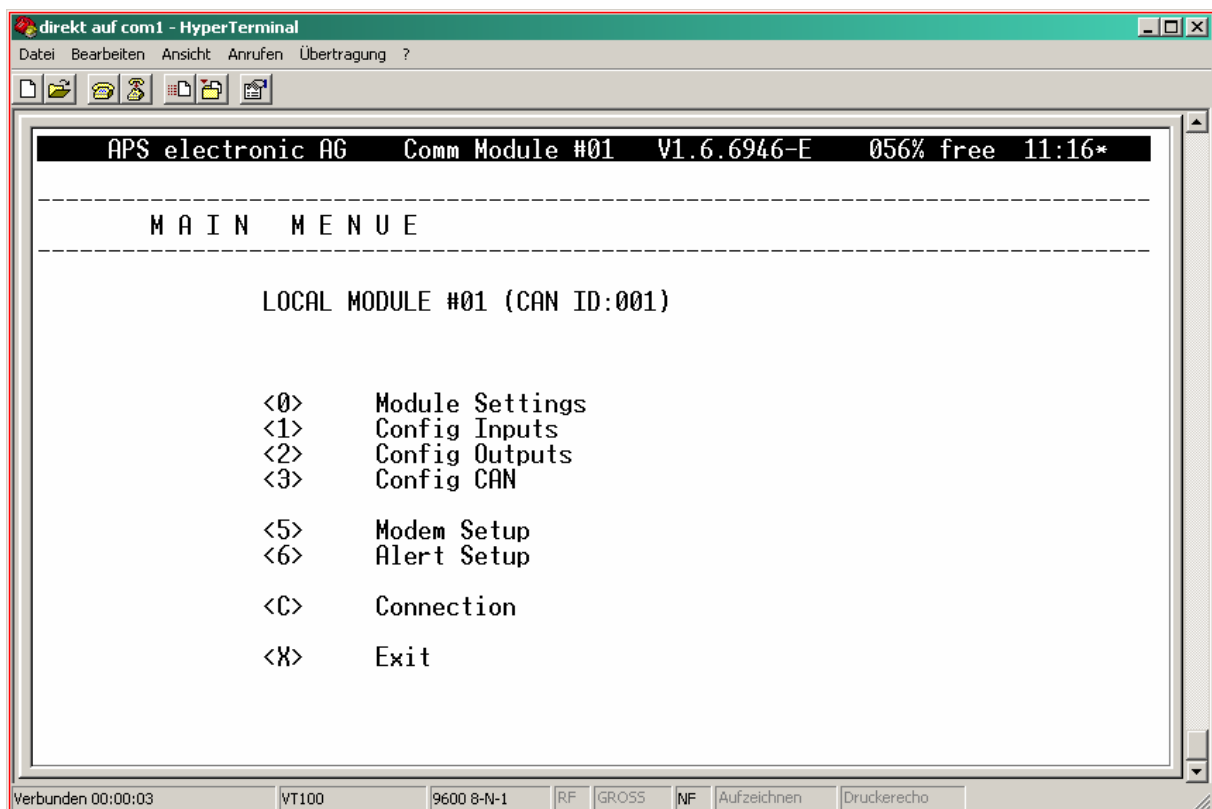 direkt auf com1 - HyperTerminal
Datei Bearbeiten Ansicht Anrufen Übertragung ?
APS electronic AG Comm Module #01 V1.6.6946-E 056% free 11:16*
M A I N M E N U E
LOCAL MODULE #01 (CAN ID:001)
<0> Module Settings
<1> Config Inputs
<2> Config Outputs
<3> Config CAN
<5> Modem Setup
<6> Alert Setup
<C> Connection
<X> Exit
Verbunden 00:00:03 VT100 9600 8-N-1 RF GROSS NF Aufzeichnen Druckerecho